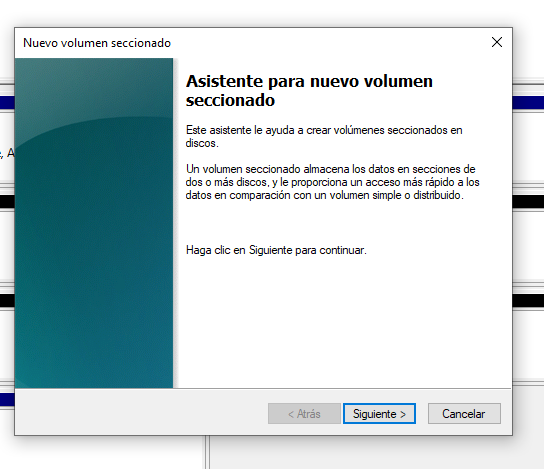 Nuevo volumen seccionado
Asistente para nuevo volumen
seccionado
Este asistente le ayuda a crear volúmenes seccionados en
discos.
Un volumen seccionado almacena los datos en secciones de
dos o más discos, y le proporciona un acceso más rápido a los
datos en comparación con un volumen simple o distribuido.
, A
Haga clic en Siguiente para continuar.
< Atrás
Siguiente >
Cancelar